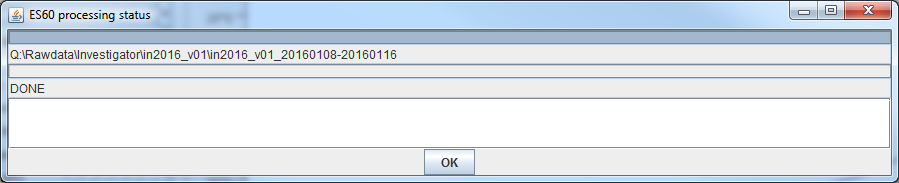 ES60 processing status
Q:\Rawdata\Investigator\in2016_v01\in2016_v01_20160108-20160116
DONE
OK